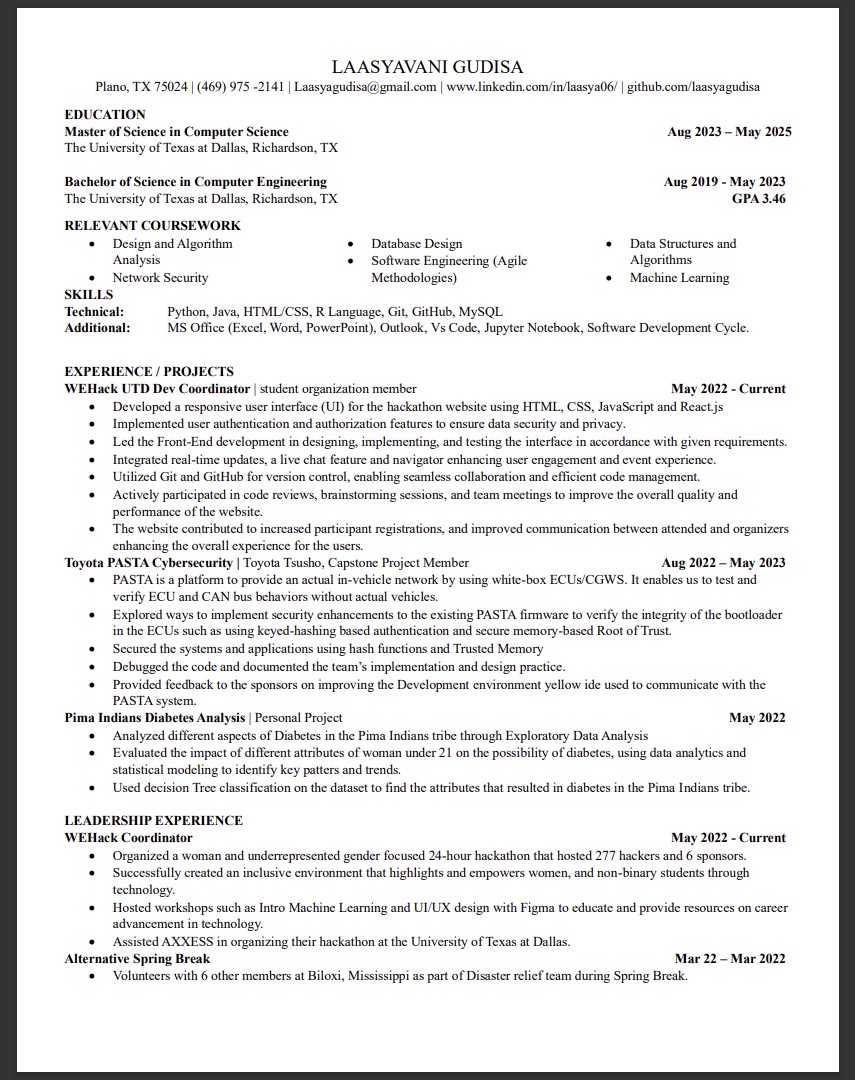 LAASYAVANI GUDISA
Plano, TX 75024 | (469) 975 -2141 | Laasyagudisa@gmail.com | www.linkedin.com/in/laasya06/ | github.com/laasyagudisa
EDUCATION
Master of Science in Computer Science Aug 2023 – May 2025
The University of Texas at Dallas, Richardson, TX
Bachelor of Science in Computer Engineering Aug 2019 - May 2023
The University of Texas at Dallas, Richardson, TX GPA 3.46
RELEVANT COURSEWORK
• Design and Algorithm
Analysis
• Network Security
• Database Design
• Software Engineering (Agile
Methodologies)
• Data Structures and
Algorithms
• Machine Learning
SKILLS
Technical: Python, Java, HTML/CSS, R Language, Git, GitHub, MySQL
Additional: MS Office (Excel, Word, PowerPoint), Outlook, Vs Code, Jupyter Notebook, Software Development Cycle.
EXPERIENCE / PROJECTS
WEHack UTD Dev Coordinator | student organization member May 2022 - Current
• Developed a responsive user interface (UI) for the hackathon website using HTML, CSS, JavaScript and React.js
• Implemented user authentication and authorization features to ensure data security and privacy.
• Led the Front-End development in designing, implementing, and testing the interface in accordance with given requirements.
• Integrated real-time updates, a live chat feature and navigator enhancing user engagement and event experience.
• Utilized Git and GitHub for version control, enabling seamless collaboration and efficient code management.
• Actively participated in code reviews, brainstorming sessions, and team meetings to improve the overall quality and
performance of the website.
• The website contributed to increased participant registrations, and improved communication between attended and organizers
enhancing the overall experience for the users.
Toyota PASTA Cybersecurity | Toyota Tsusho, Capstone Project Member Aug 2022 – May 2023
• PASTA is a platform to provide an actual in-vehicle network by using white-box ECUs/CGWS. It enables us to test and
verify ECU and CAN bus behaviors without actual vehicles.
• Explored ways to implement security enhancements to the existing PASTA firmware to verify the integrity of the bootloader
in the ECUs such as using keyed-hashing based authentication and secure memory-based Root of Trust.
• Secured the systems and applications using hash functions and Trusted Memory
• Debugged the code and documented the team’s implementation and design practice.
• Provided feedback to the sponsors on improving the Development environment yellow ide used to communicate with the
PASTA system.
Pima Indians Diabetes Analysis | Personal Project May 2022
• Analyzed different aspects of Diabetes in the Pima Indians tribe through Exploratory Data Analysis
• Evaluated the impact of different attributes of woman under 21 on the possibility of diabetes, using data analytics and
statistical modeling to identify key patters and trends.
• Used decision Tree classification on the dataset to find the attributes that resulted in diabetes in the Pima Indians tribe.
LEADERSHIP EXPERIENCE
WEHack Coordinator May 2022 - Current
• Organized a woman and underrepresented gender focused 24-hour hackathon that hosted 277 hackers and 6 sponsors.
• Successfully created an inclusive environment that highlights and empowers women, and non-binary students through
technology.
• Hosted workshops such as Intro Machine Learning and UI/UX design with Figma to educate and provide resources on career
advancement in technology.
• Assisted AXXESS in organizing their hackathon at the University of Texas at Dallas.
Alternative Spring Break Mar 22 – Mar 2022
• Volunteers with 6 other members at Biloxi, Mississippi as part of Disaster relief team during Spring Break.